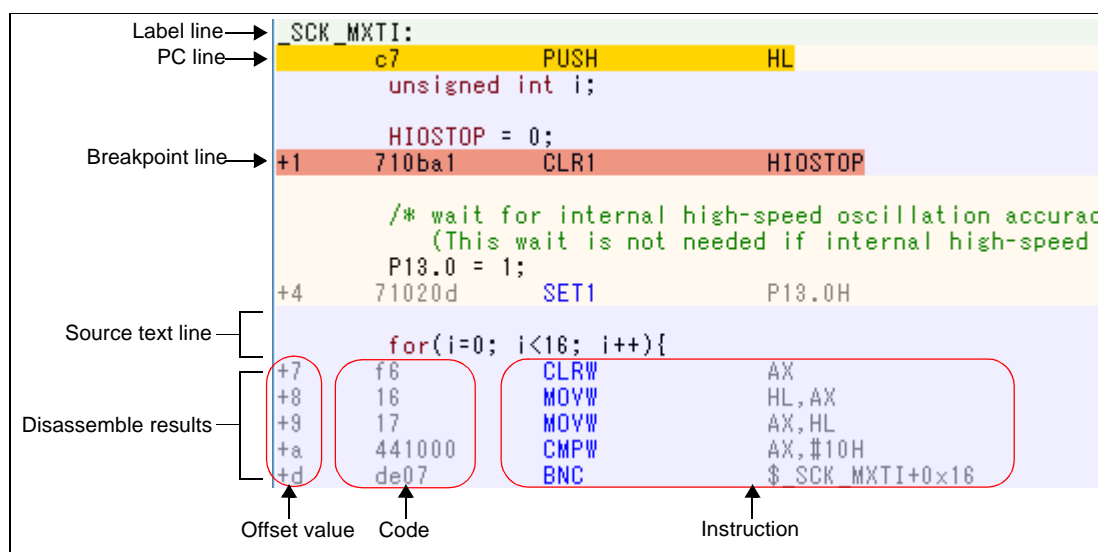 Label line _SCK_MXTI:
PC line c7 PUSH HL
unsigned int i;
HIOSTOP = 0;
Breakpoint line +1 710ba1 CLR1 HIOSTOP
/* wait for internal high-speed oscillation
(This wait is not needed if internal high-speed
P13.0 = 1;
+4 71020d SET1 P13.0H
Source text line
for(i=0; i<16; i++){
+7 f6 CLRW AX
+8 16 MOVW HL,AX
Disassemble results +9 17 MOVW AX,HL
+a 441000 CMPW AX,#10H
+d de07 BNC $_SCK_MXTI+0x16
Offset value Code Instruction